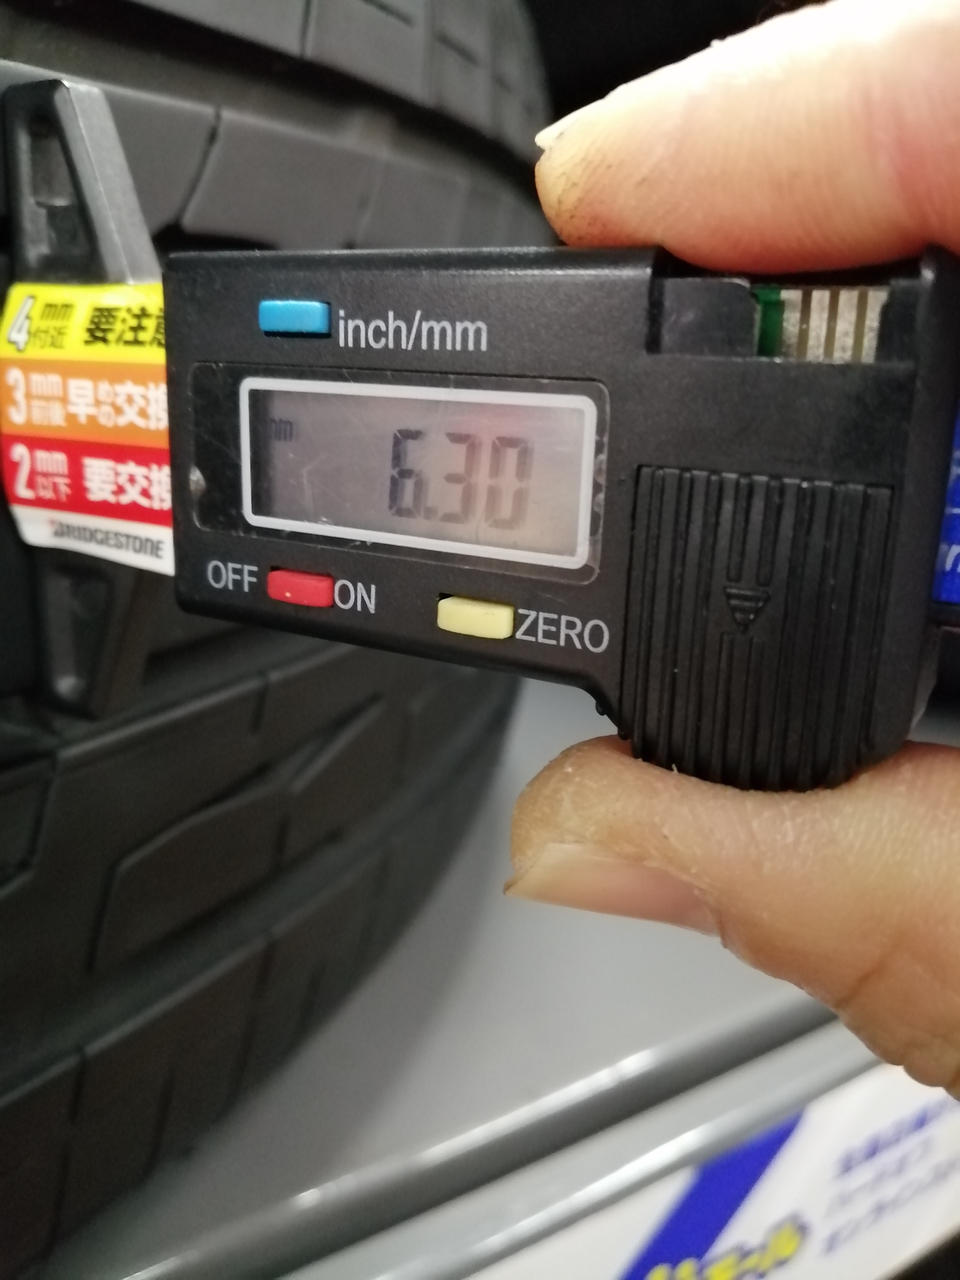 inch/mm
4mm付近 要注意
3mm前後 早めの交換
2mm以下 要交換
BRIDGESTONE
mm
6.30
OFF ON ZERO